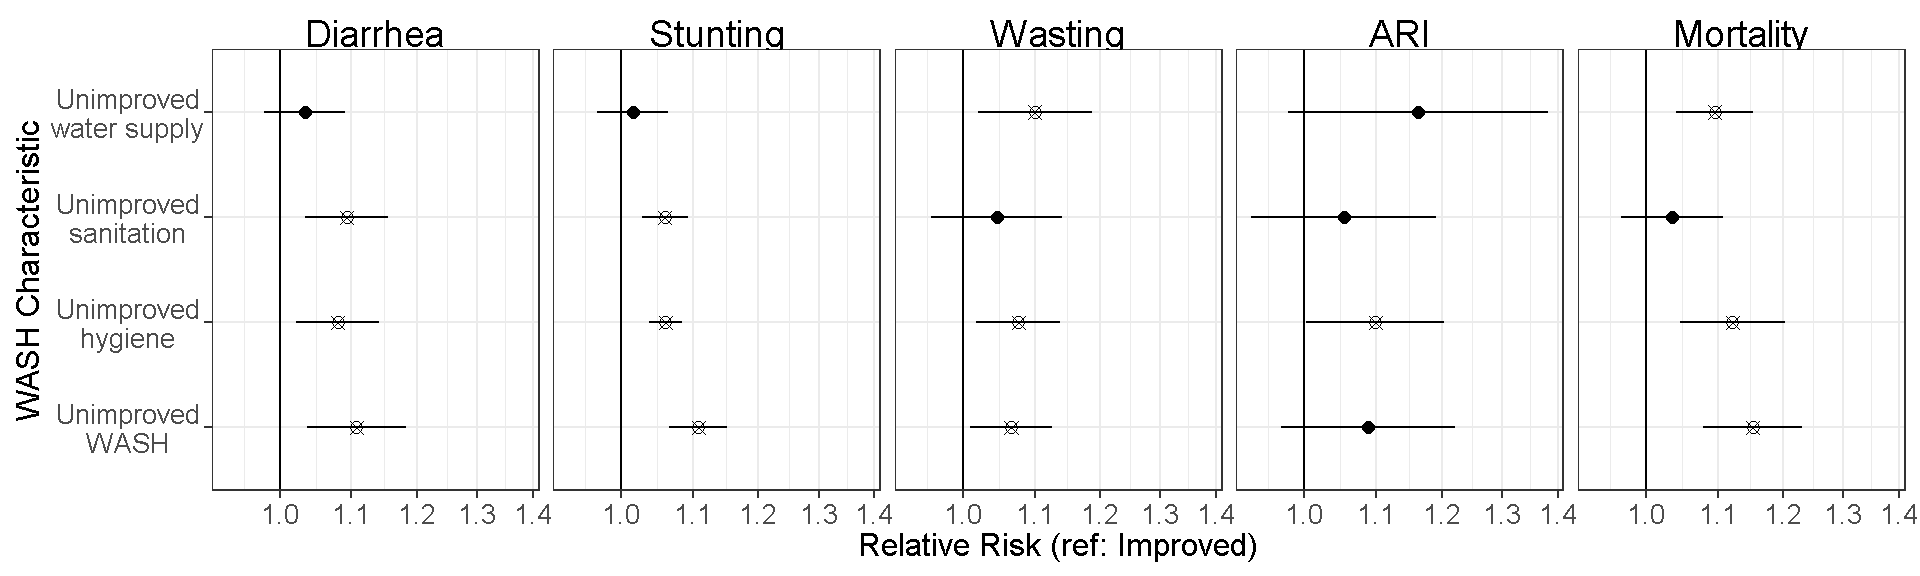 Diarrhea Stunting Wasting ARI Mortality
WASH Characteristic
Unimproved
water supply
Unimproved
sanitation
Unimproved
hygiene
Unimproved
WASH
1.0 1.1 1.2 1.3 1.4 1.0 1.1 1.2 1.3 1.4 1.0 1.1 1.2 1.3 1.4 1.0 1.1 1.2 1.3 1.4 1.0 1.1 1.2 1.3 1.4
Relative Risk (ref: Improved)